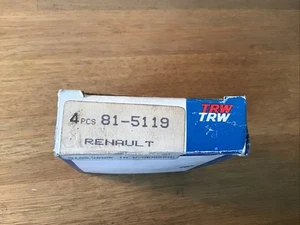 4 PCS 81-5119
RENAULT
TRW
TRW